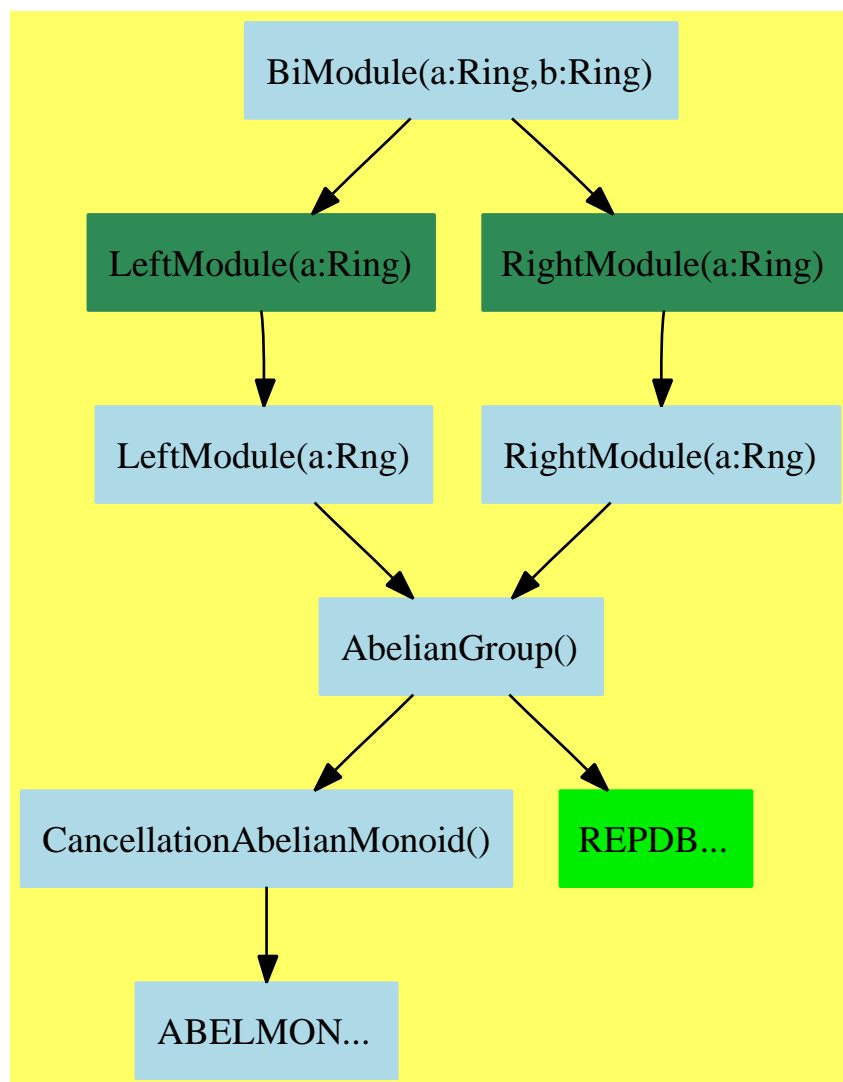 BiModule(a:Ring,b:Ring)
LeftModule(a:Ring)
RightModule(a:Ring)
LeftModule(a:Rng)
RightModule(a:Rng)
AbelianGroup()
CancellationAbelianMonoid()
REPDB...
ABELMON...